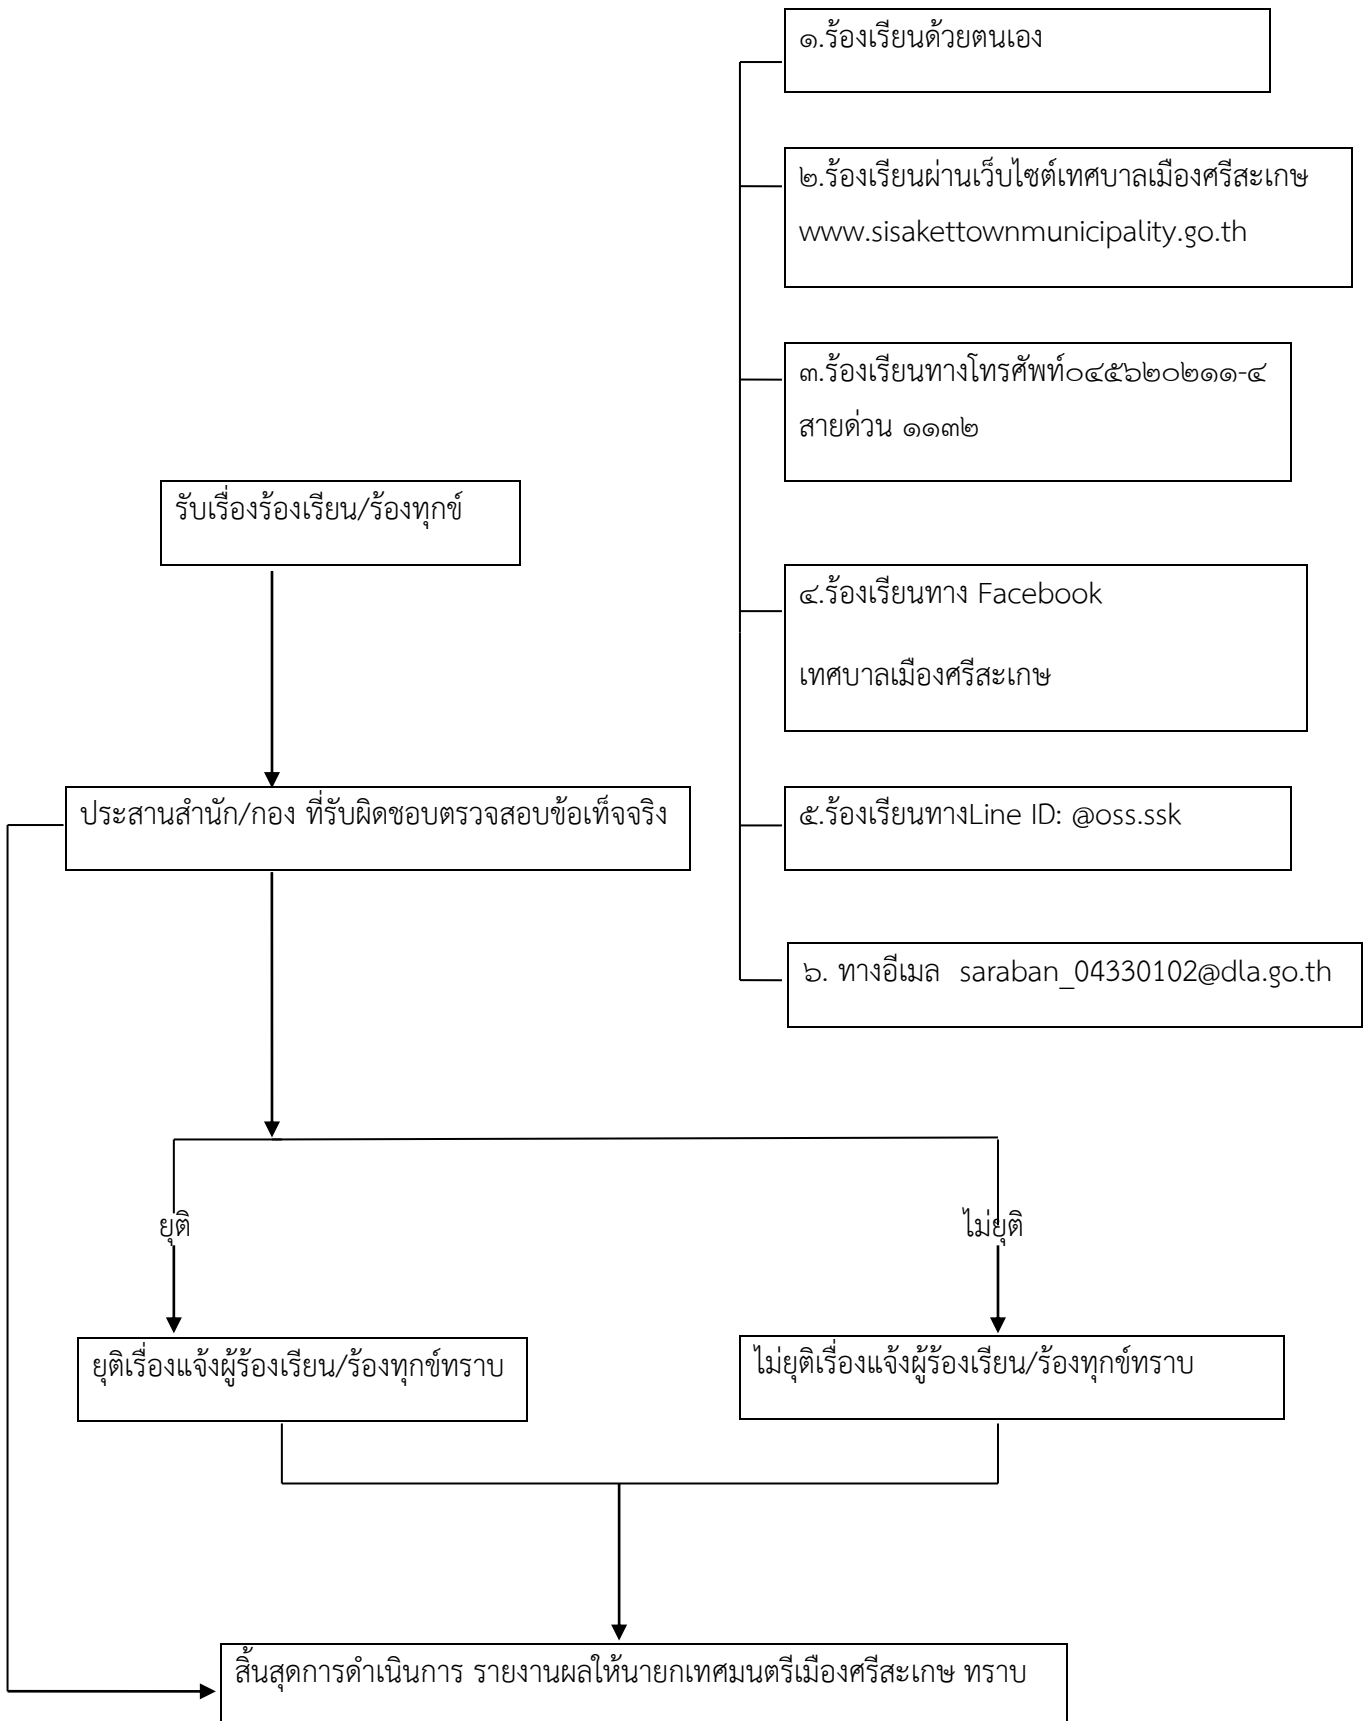 ๑.ร้องเรียนด้วยตนเอง
๒.ร้องเรียนผ่านเว็บไซต์เทศบาลเมืองศรีสะเกษ
www.sisakettownmunicipality.go.th
๓.ร้องเรียนทางโทรศัพท์๐๔๕๖๒๐๒๑๑-๔
สายด่วน ๑๑๓๒
รับเรื่องร้องเรียน/ร้องทุกข์
๔.ร้องเรียนทาง Facebook
เทศบาลเมืองศรีสะเกษ
ประสานสำนัก/กอง ที่รับผิดชอบตรวจสอบข้อเท็จจริง
๕.ร้องเรียนทางLine ID: @oss.ssk
๖. ทางอีเมล  saraban_04330102@dla.go.th
ยุติ
ไม่ยุติ
ยุติเรื่องแจ้งผู้ร้องเรียน/ร้องทุกข์ทราบ
ไม่ยุติเรื่องแจ้งผู้ร้องเรียน/ร้องทุกข์ทราบ
สิ้นสุดการดำเนินการ รายงานผลให้นายกเทศมนตรีเมืองศรีสะเกษ ทราบ